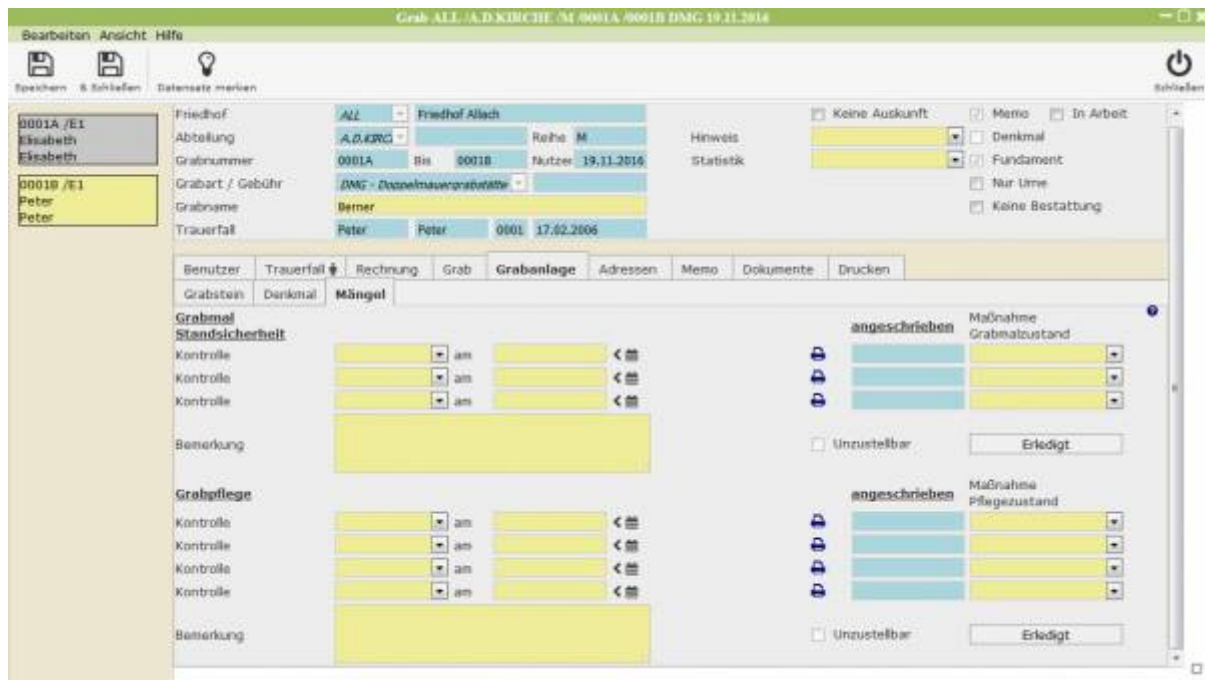 Grab ALL /A.D.KIRCHE /M /0001A /0001B DMG 19.11.2016
Bearbeiten Ansicht Hilfe
Speichern & Schließen Datensatz merken Schließen
0001A /E1
Elisabeth
Elisabeth
0001B /E1
Peter
Peter
Friedhof ALL Friedhof Allach Keine Auskunft Memo In Arbeit
Abteilung A.D.KIRC Reihe M Hinweis Denkmal
Grabnummer 0001A Bis 0001B Nutzer 19.11.2016 Statistik Fundament
Grabart / Gebühr DMG - Doppelmauergrabstätte Nur Urne
Grabname Berner Keine Bestattung
Trauerfall Peter Peter 0001 17.02.2006
Benutzer Trauerfall Rechnung Grab Grabanlage Adressen Memo Dokumente Drucken
Grabstein Denkmal Mängel
Grabmal
Standsicherheit angeschrieben Maßnahme
Grabmalzustand
Kontrolle am
Kontrolle am
Kontrolle am
Bemerkung Unzustellbar Erledigt
Grabpflege angeschrieben Maßnahme
Pflegezustand
Kontrolle am
Kontrolle am
Kontrolle am
Kontrolle am
Bemerkung Unzustellbar Erledigt